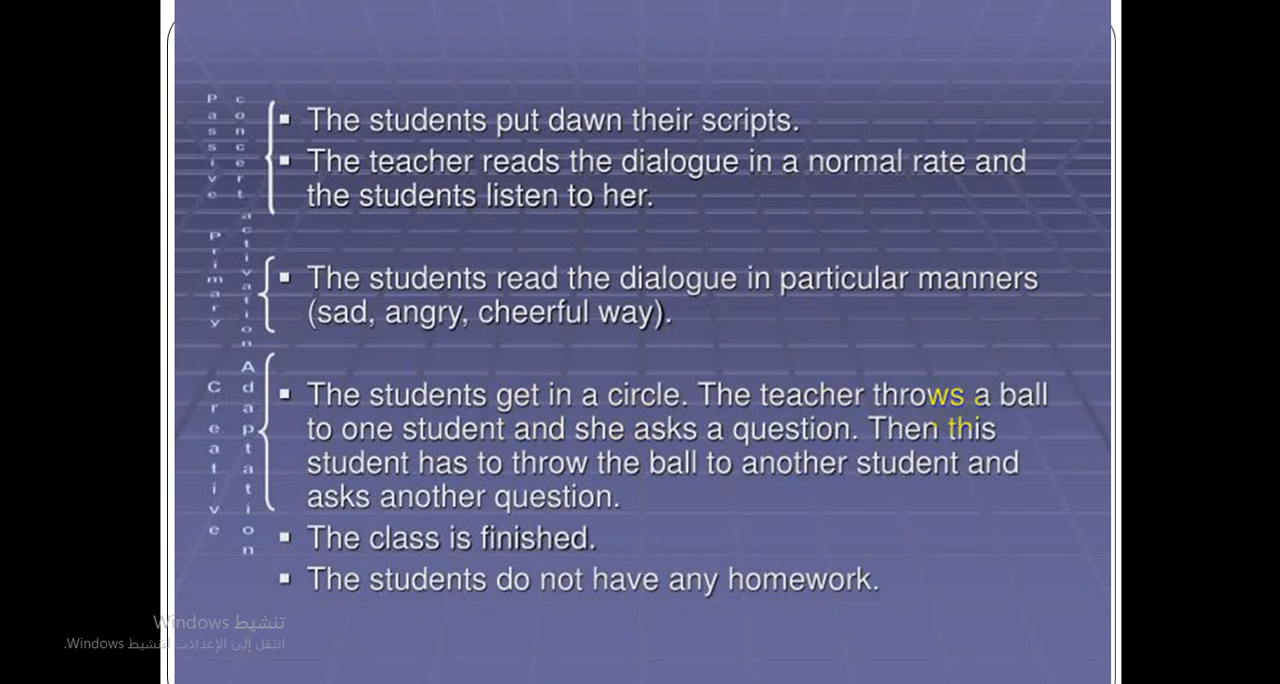 Passive
concert
The students put dawn their scripts.
The teacher reads the dialogue in a normal rate and
the students listen to her.
Primary
activation
The students read the dialogue in particular manners
(sad, angry, cheerful way).
Creative
Adaptation
The students get in a circle. The teacher throws a ball
to one student and she asks a question. Then this
student has to throw the ball to another student and
asks another question.
The class is finished.
The students do not have any homework.
تنشيط Windows
انتقل إلى الإعدادات لتنشيط Windows.